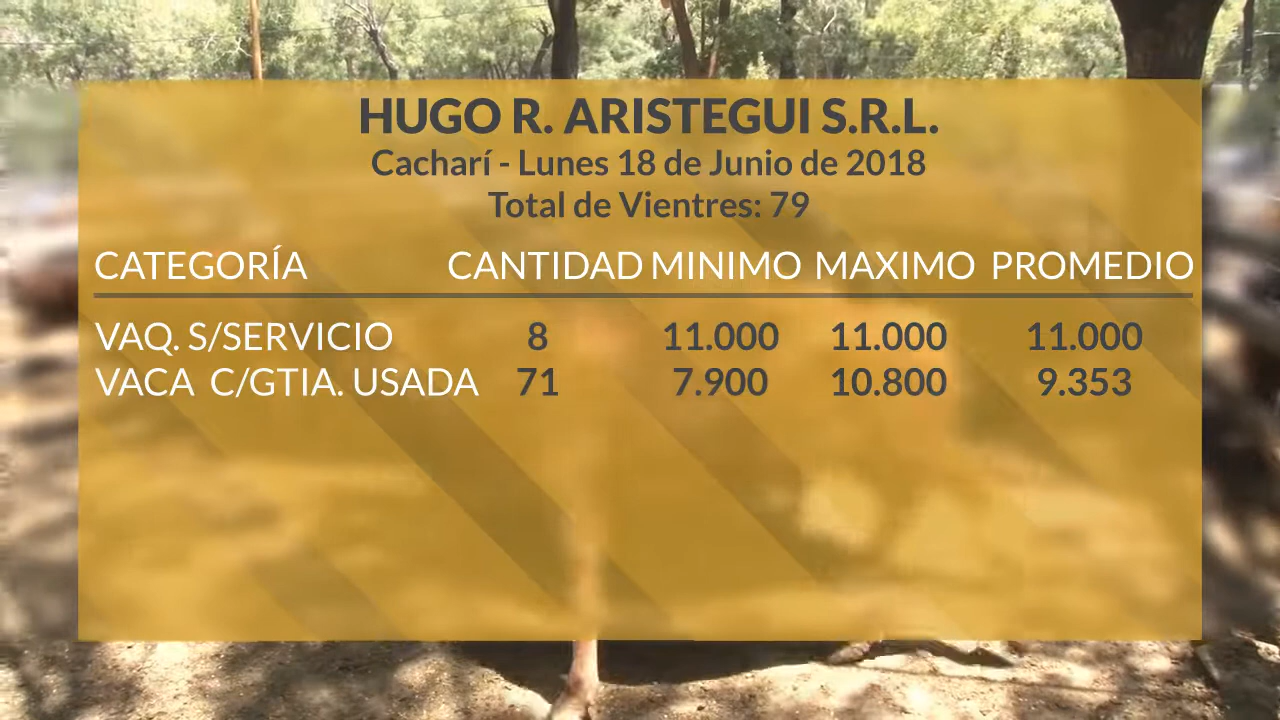 HUGO R. ARISTEGUI S.R.L.
Cacharí - Lunes 18 de Junio de 2018
Total de Vientres: 79
CATEGORÍA CANTIDAD MINIMO MAXIMO PROMEDIO
VAQ. S/SERVICIO 8 11.000 11.000 11.000
VACA C/GTIA. USADA 71 7.900 10.800 9.353